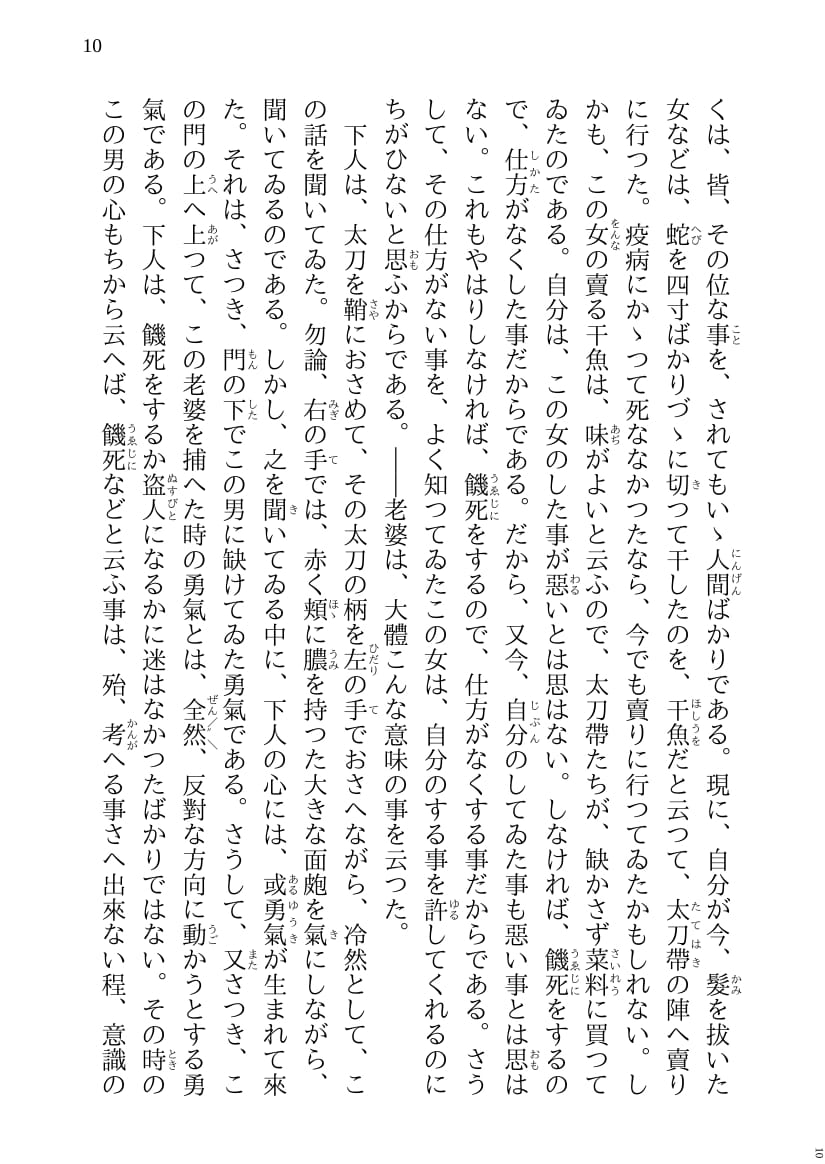 10
くは、皆、その位な事を、されてもいゝ人間ばかりである。現に、自分が今、髮を拔いた
女などは、蛇を四寸ばかりづゝに切つて干したのを、干魚だと云つて、太刀帶の陣へ賣り
に行つた。疫病にかゝつて死ななかつたなら、今でも賣りに行つてゐたかもしれない。し
かも、この女の賣る干魚は、味がよいと云ふので、太刀帶たちが、缺かさず菜料に買つて
ゐたのである。自分は、この女のした事が惡いとは思はない。しなければ、饑死をするの
で、仕方がなくした事だからである。だから、又今、自分のしてゐた事も惡い事とは思は
ない。これもやはりしなければ、饑死をするので、仕方がなくする事だからである。さう
して、その仕方がない事を、よく知つてゐたこの女は、自分のする事を許してくれるのに
ちがひないと思ふからである。――老婆は、大體こんな意味の事を云つた。
下人は、太刀を鞘におさめて、その太刀の柄を左の手でおさへながら、冷然として、こ
の話を聞いてゐた。勿論、右の手では、赤く頰に膿を持つた大きな面皰を氣にしながら、
聞いてゐるのである。しかし、之を聞いてゐる中に、下人の心には、或勇氣が生まれて來
た。それは、さつき、門の下でこの男に缺けてゐた勇氣である。さうして、又さつき、こ
の門の上へ上つて、この老婆を捕へた時の勇氣とは、全然、反對な方向に動かうとする勇
氣である。下人は、饑死をするか盜人になるかに迷はなかつたばかりではない。その時の
この男の心もちから云へば、饑死などと云ふ事は、殆、考へる事さへ出來ない程、意識の
10